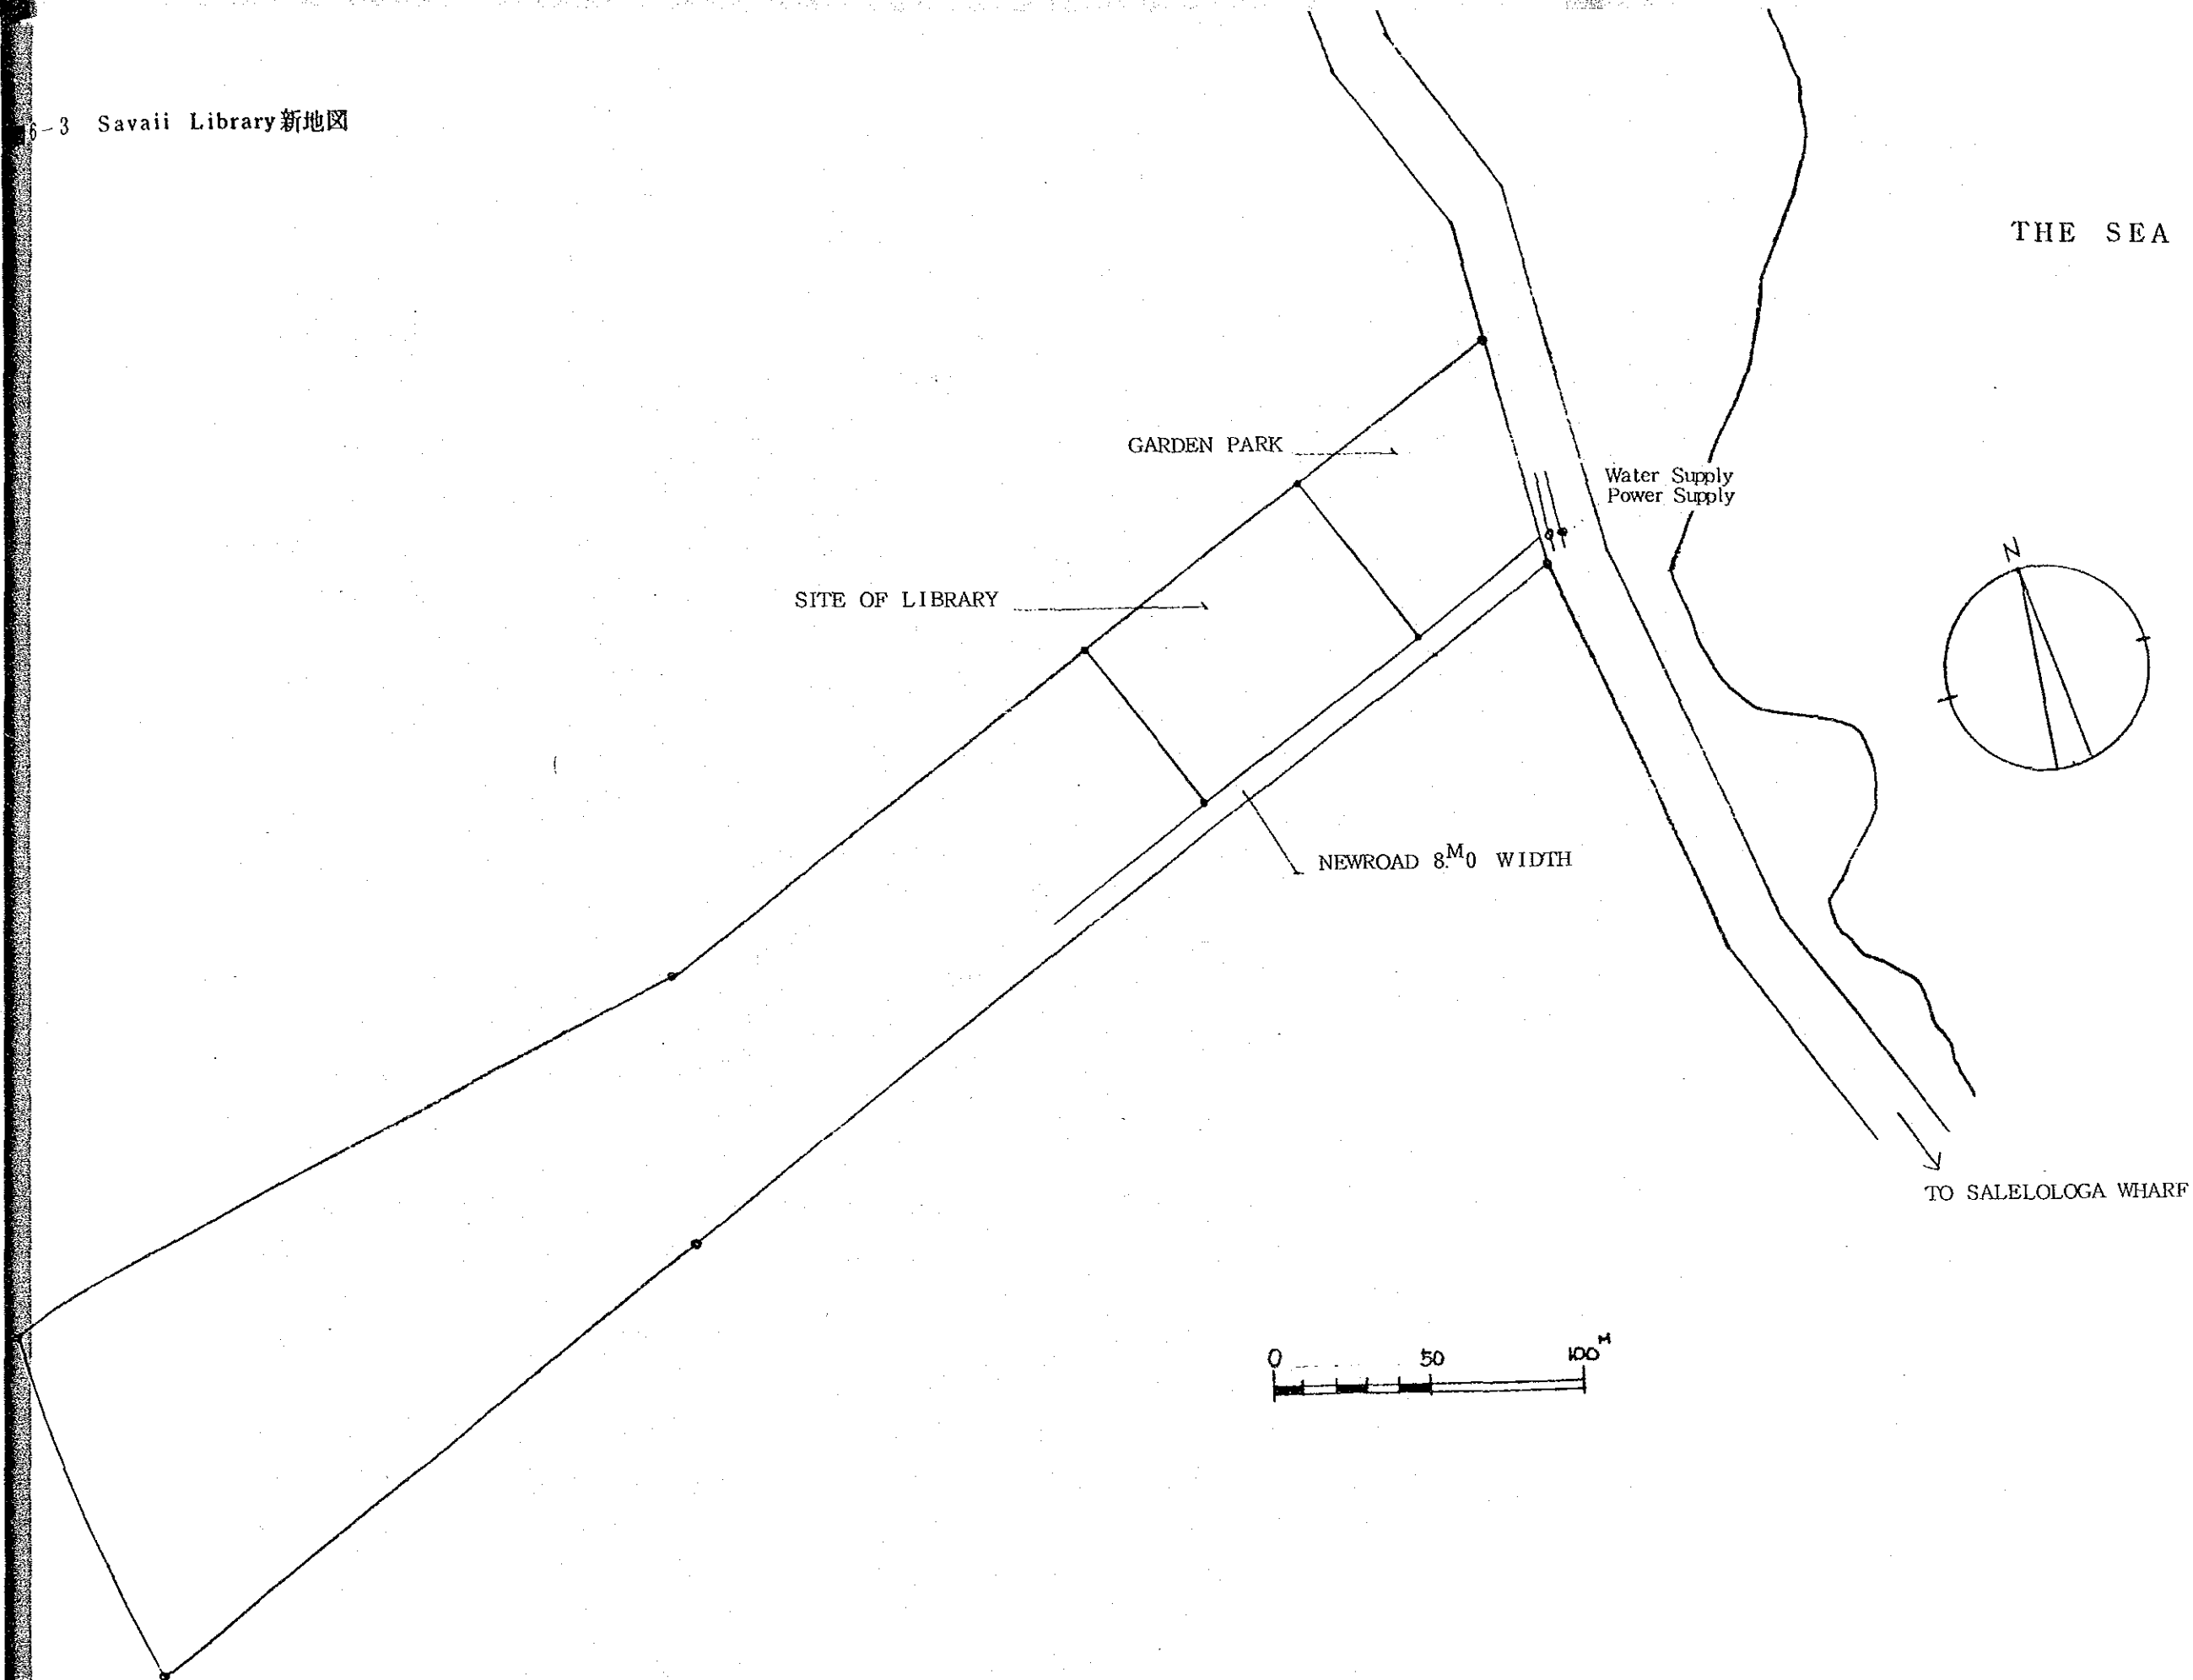 6-3 Savaii Library新地図
THE SEA
GARDEN PARK
Water Supply
Power Supply
N
SITE OF LIBRARY
NEWROAD 8.M0 WIDTH
TO SALELOLOGA WHARF
0 50 100M